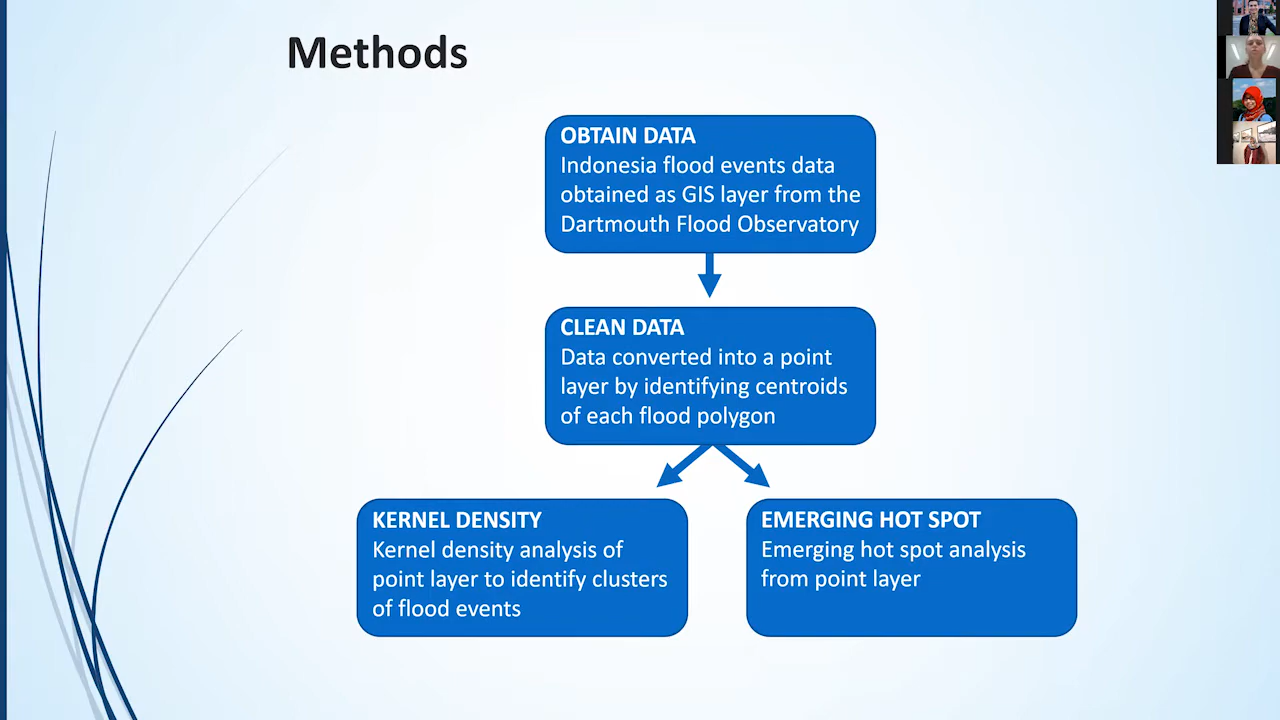 Methods
OBTAIN DATA
Indonesia flood events data
obtained as GIS layer from the
Dartmouth Flood Observatory
CLEAN DATA
Data converted into a point
layer by identifying centroids
of each flood polygon
KERNEL DENSITY
Kernel density analysis of
point layer to identify clusters
of flood events
EMERGING HOT SPOT
Emerging hot spot analysis
from point layer